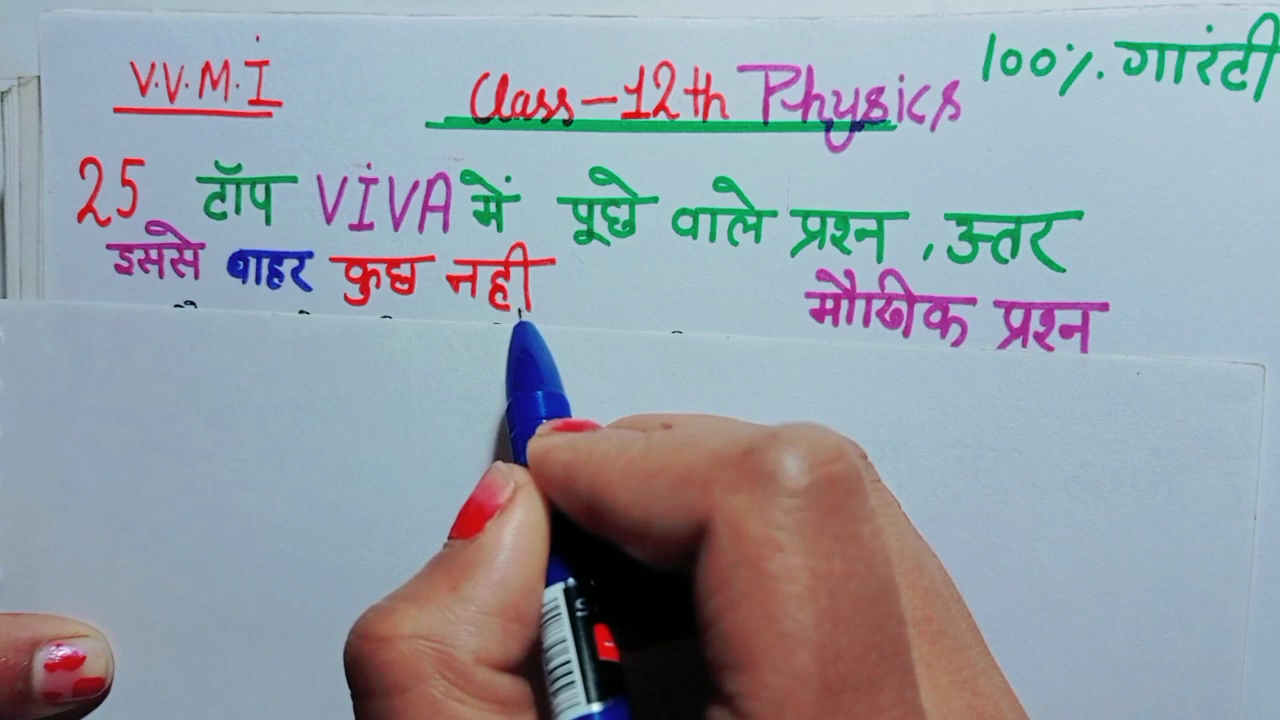 V.V.M.I
Class-12th Physics
100%. गारंटी
25 टॉप VIVA में पूछे वाले प्रश्न, उत्तर
इससे बाहर कुछ नही
मौखीक प्रश्न